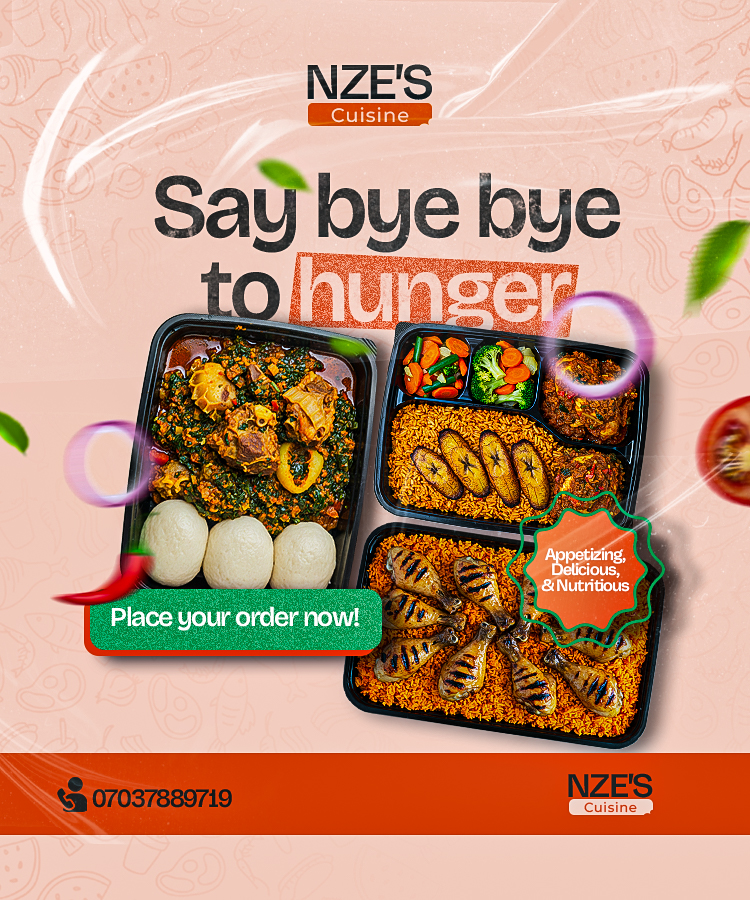 NZE'S
Cuisine
Say bye bye
to hunger
Appetizing,
Delicious,
& Nutritious
Place your order now!
07037889719
NZE'S
Cuisine